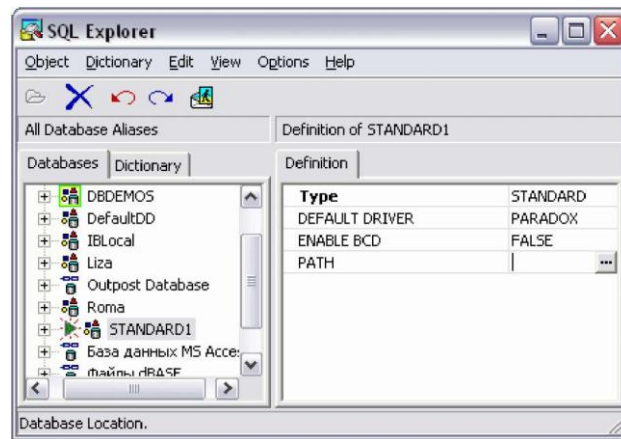 SQL Explorer
Object Dictionary Edit View Options Help
All Database Aliases
Definition of STANDARD1
Databases Dictionary
Definition
DBDEMOS
DefaultDD
IBLocal
Liza
Outpost Database
Roma
STANDARD1
База данных MS Acce:
Файлы dBASE
Type STANDARD
DEFAULT DRIVER PARADOX
ENABLE BCD FALSE
PATH
Database Location.